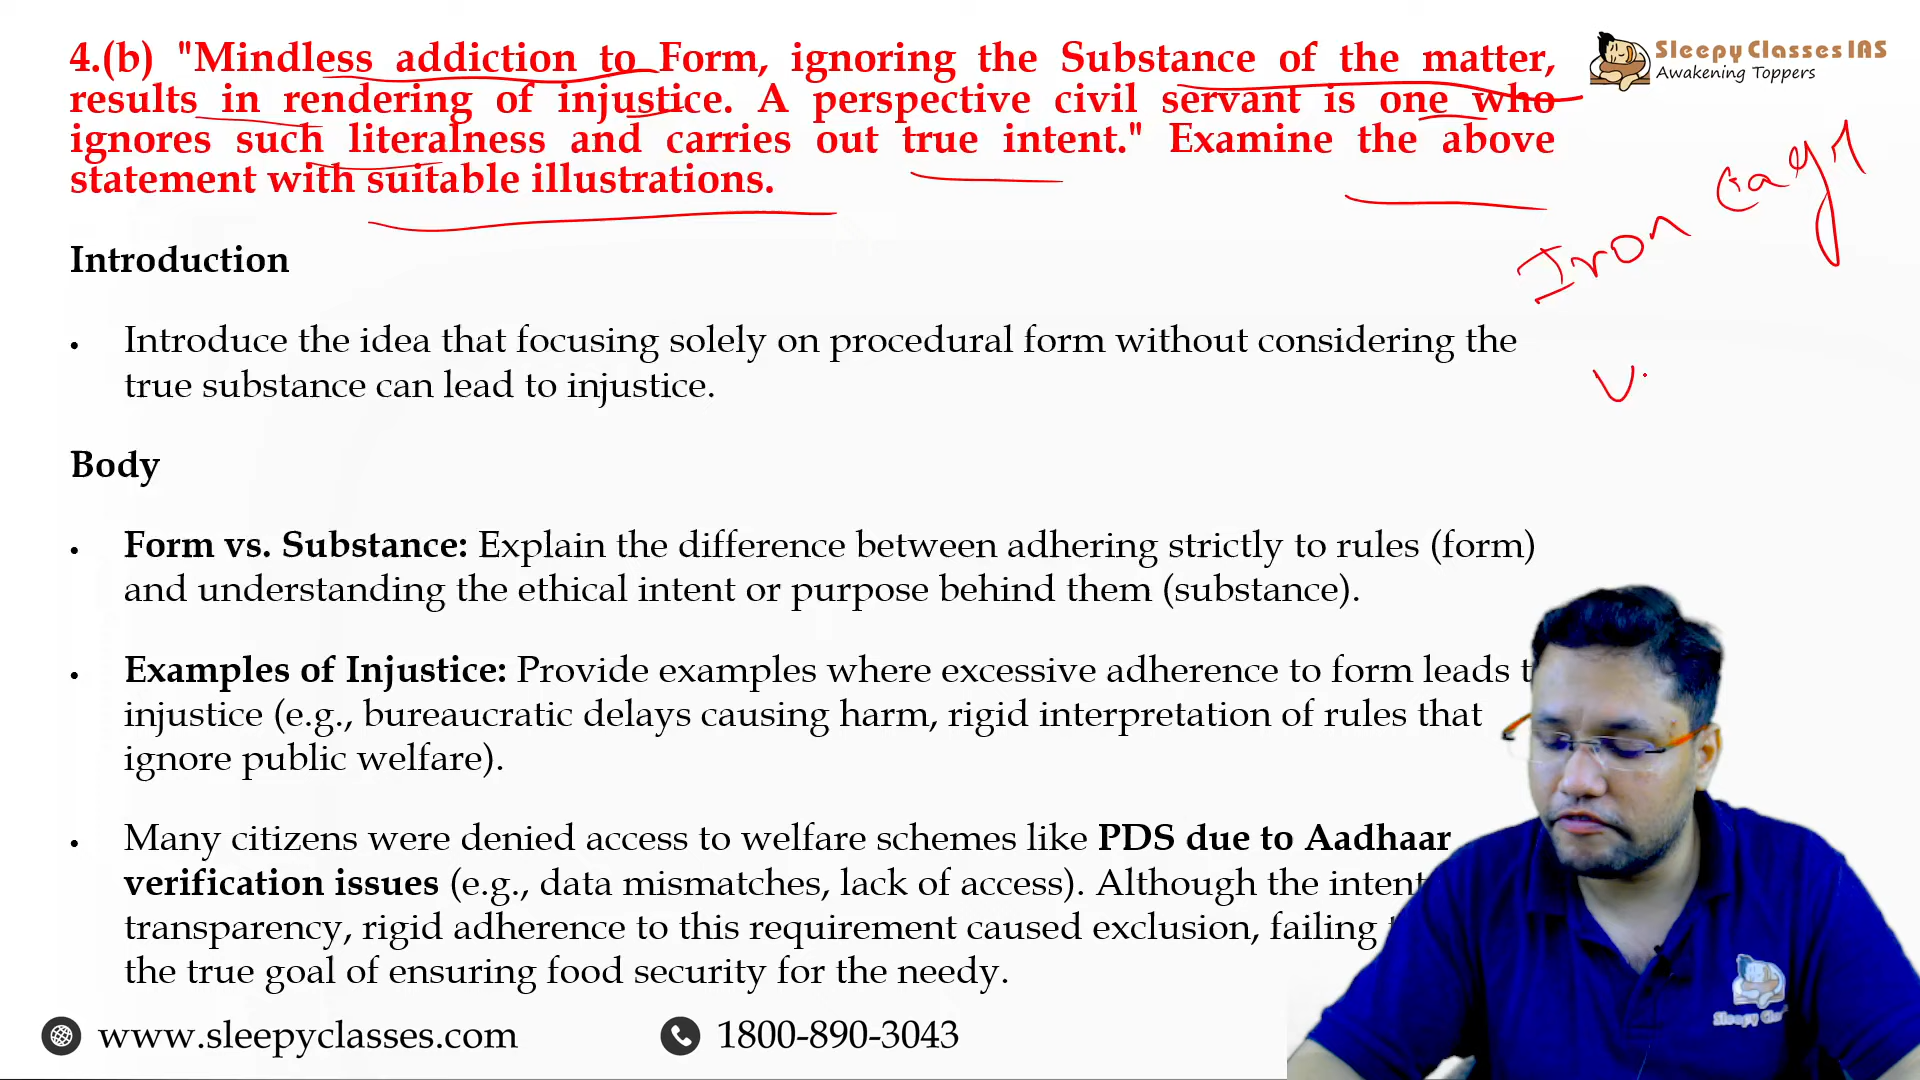 4.(b) "Mindless addiction to Form, ignoring the Substance of the matter,
results in rendering of injustice. A perspective civil servant is one who
ignores such literalness and carries out true intent." Examine the above
statement with suitable illustrations.
Sleepy Classes IAS
Awakening Toppers
Iron
Introduction
• Introduce the idea that focusing solely on procedural form without considering the
true substance can lead to injustice.
V.
Body
• Form vs. Substance: Explain the difference between adhering strictly to rules (form)
and understanding the ethical intent or purpose behind them (substance).
• Examples of Injustice: Provide examples where excessive adherence to form leads
injustice (e.g., bureaucratic delays causing harm, rigid interpretation of rules that
ignore public welfare).
• Many citizens were denied access to welfare schemes like PDS due to Aadhaar
verification issues (e.g., data mismatches, lack of access). Although the intent
transparency, rigid adherence to this requirement caused exclusion, failing
the true goal of ensuring food security for the needy.
www.sleepyclasses.com
1800-890-3043
Sleepy